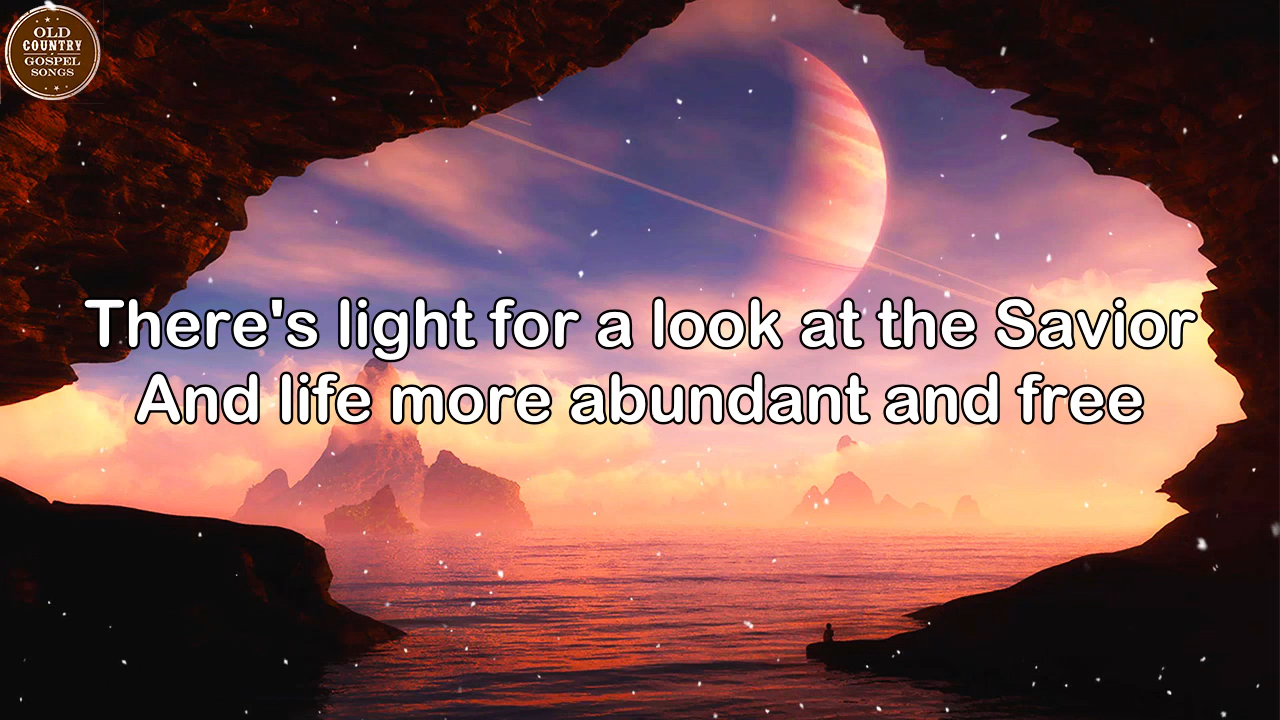 OLD
COUNTRY
GOSPEL
SONGS
There's light for a look at the Savior
And life more abundant and free